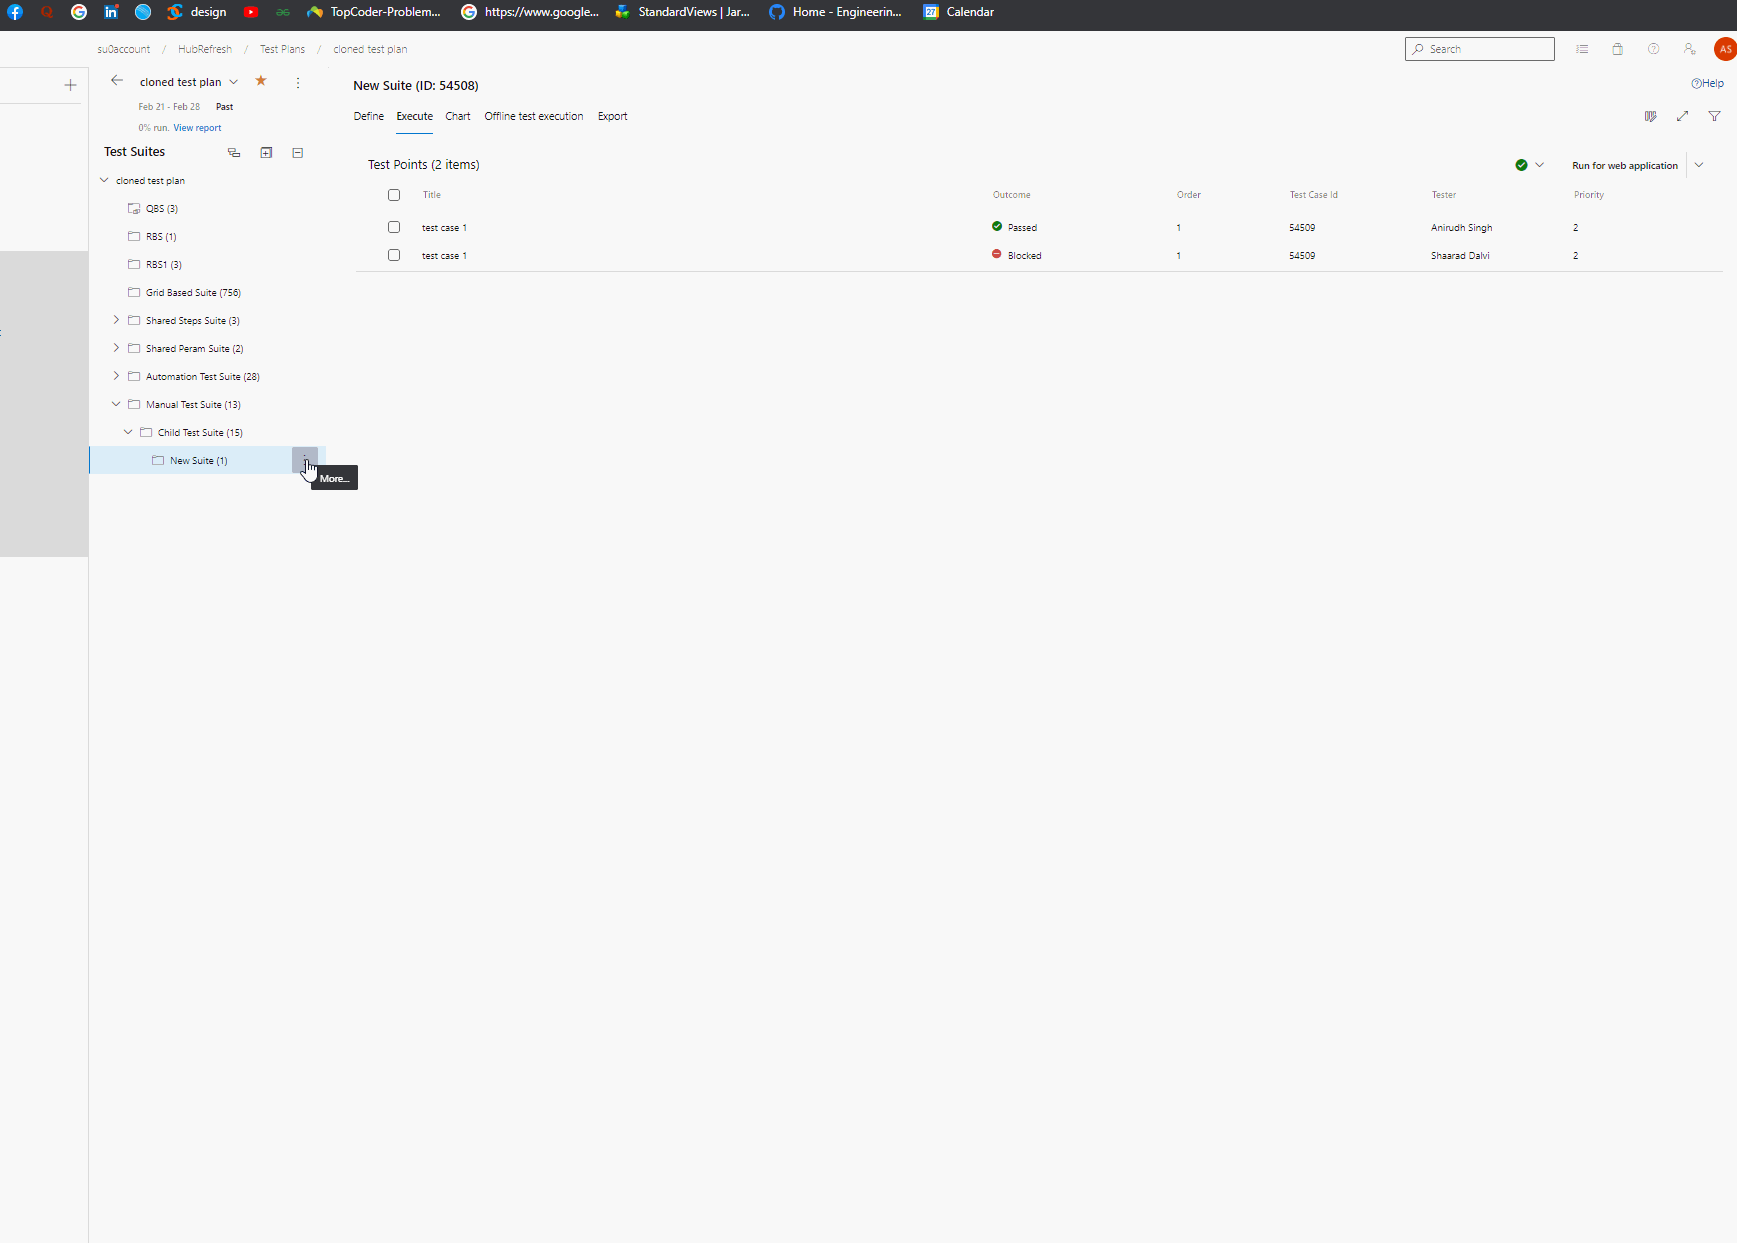 design TopCoder-Problem... https://www.google... StandardViews | Jar... Home - Engineerin... 27 Calendar
su0account / HubRefresh / Test Plans / cloned test plan Search AS
cloned test plan
Feb 21 - Feb 28 Past
0% run. View report
Test Suites
cloned test plan
QBS (3)
RBS (1)
RBS1 (3)
Grid Based Suite (756)
Shared Steps Suite (3)
Shared Peram Suite (2)
Automation Test Suite (28)
Manual Test Suite (13)
Child Test Suite (15)
New Suite (1)
More...
New Suite (ID: 54508) Help
Define Execute Chart Offline test execution Export
Test Points (2 items) Run for web application
Title Outcome Order Test Case Id Tester Priority
test case 1 Passed 1 54509 Anirudh Singh 2
test case 1 Blocked 1 54509 Shaarad Dalvi 2